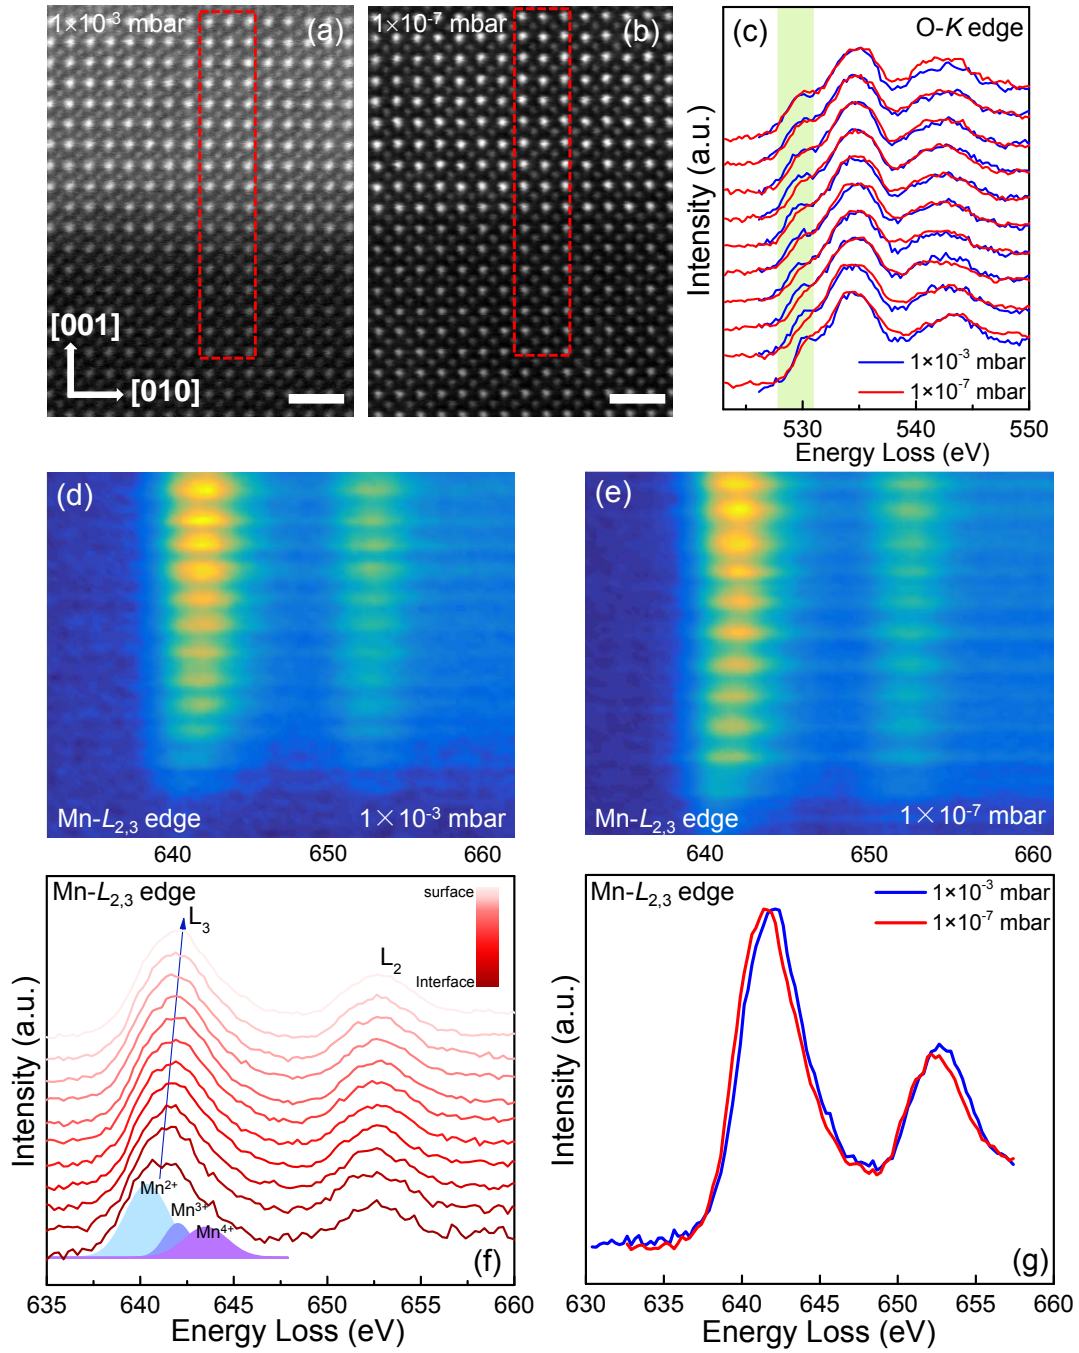 1×10⁻³ mbar
(a)
[001]
[010]
1×10⁻⁷ mbar
(b)
(c)
O-K edge
Intensity (a.u.)
1×10⁻³ mbar
1×10⁻⁷ mbar
530
540
550
Energy Loss (eV)
(d)
Mn-L₂,₃ edge
1×10⁻³ mbar
640
650
660
(e)
Mn-L₂,₃ edge
1×10⁻⁷ mbar
640
650
660
Mn-L₂,₃ edge
surface
Interface
L₃
L₂
Intensity (a.u.)
Mn²⁺
Mn³⁺
Mn⁴⁺
(f)
635
640
645
650
655
660
Energy Loss (eV)
Mn-L₂,₃ edge
1×10⁻³ mbar
1×10⁻⁷ mbar
Intensity (a.u.)
(g)
630
635
640
645
650
655
660
Energy Loss (eV)